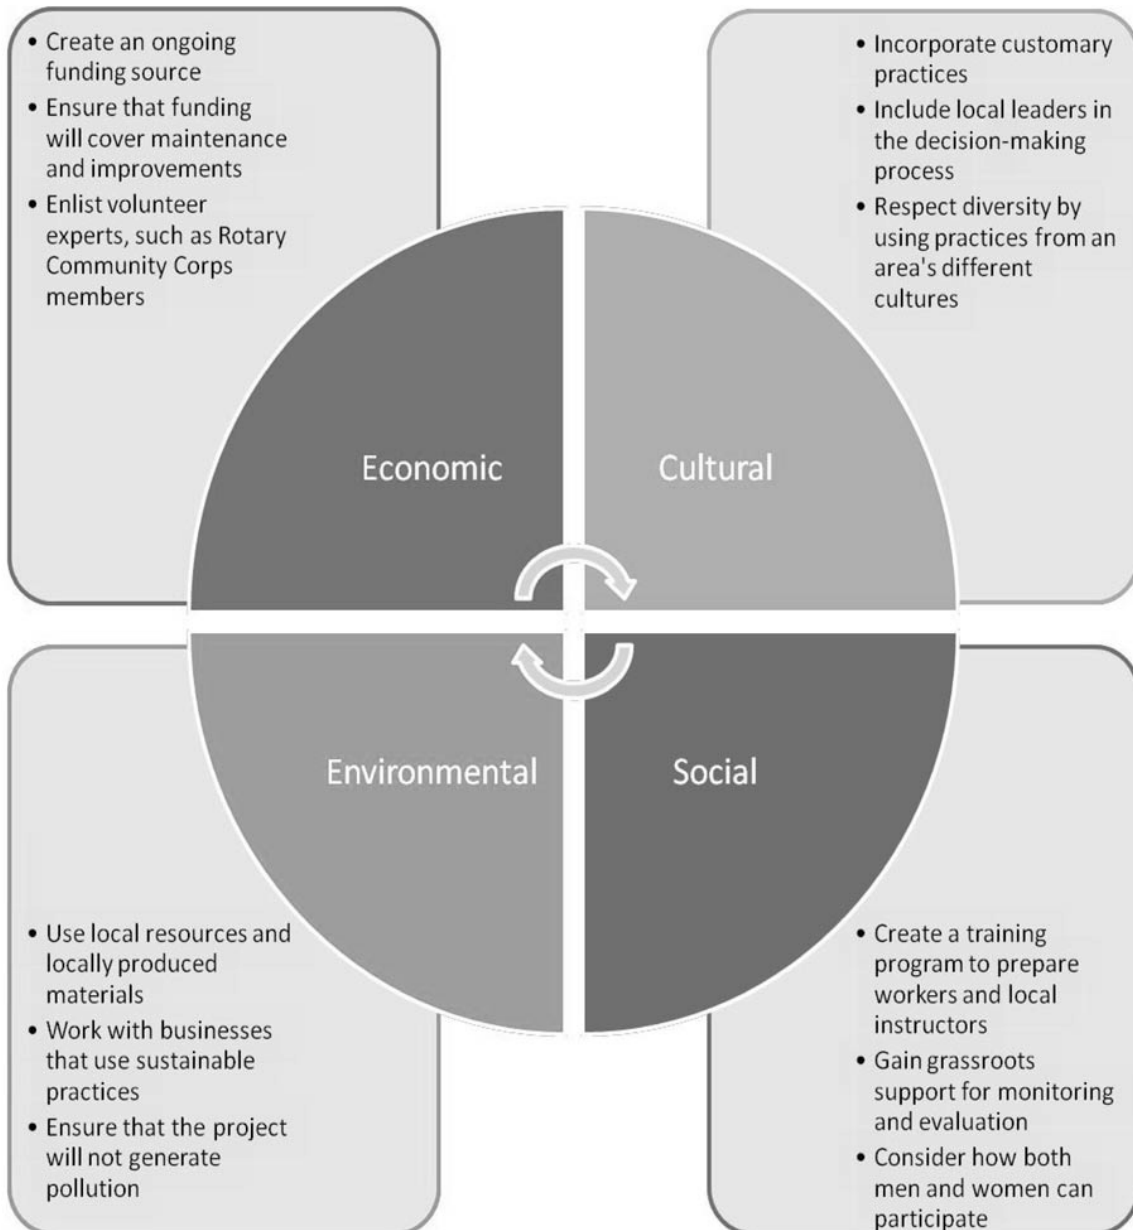 • Create an ongoing
funding source
• Ensure that funding
will cover maintenance
and improvements
• Enlist volunteer
experts, such as Rotary
Community Corps
members
• Incorporate customary
practices
• Include local leaders in
the decision-making
process
• Respect diversity by
using practices from an
area's different
cultures
Economic
Cultural
Environmental
Social
• Use local resources and
locally produced
materials
• Work with businesses
that use sustainable
practices
• Ensure that the project
will not generate
pollution
• Create a training
program to prepare
workers and local
instructors
• Gain grassroots
support for monitoring
and evaluation
• Consider how both
men and women can
participate